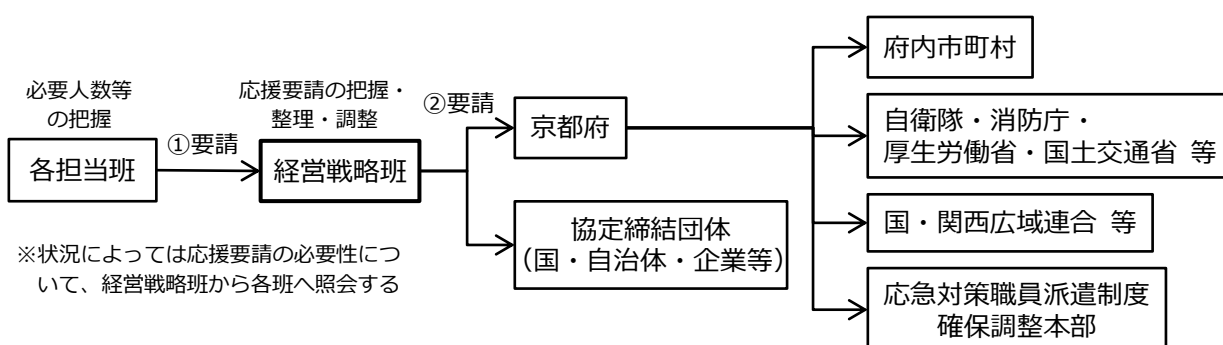 必要人数等
の把握
各担当班
①要請
応援要請の把握・
整理・調整
経営戦略班
②要請
京都府
協定締結団体
（国・自治体・企業等）
府内市町村
自衛隊・消防庁・
厚生労働省・国土交通省 等
国・関西広域連合 等
応急対策職員派遣制度
確保調整本部
※状況によっては応援要請の必要性につ
いて、経営戦略班から各班へ照会する